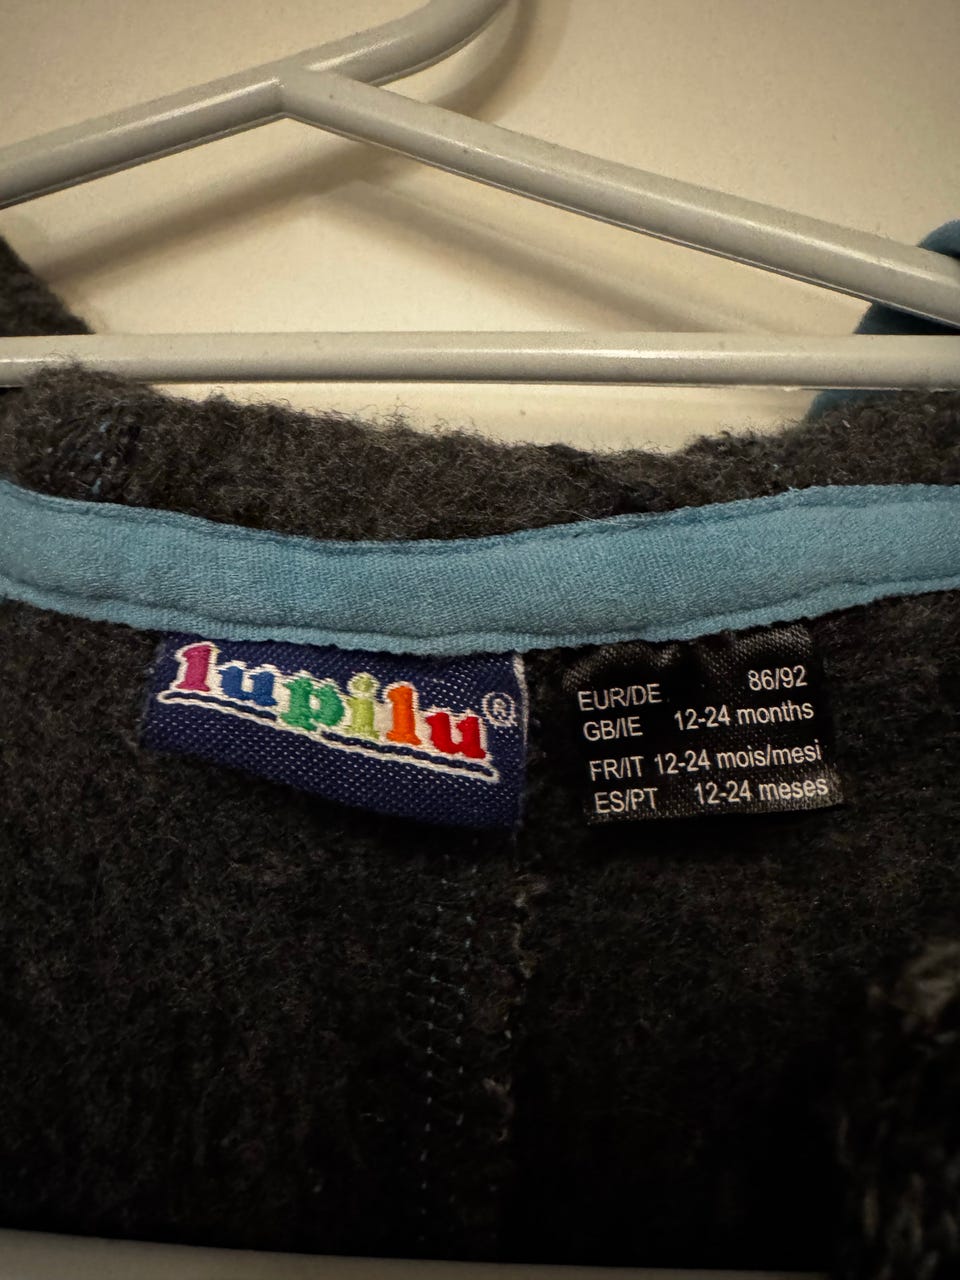 lupilu®
EUR/DE 86/92
GB/IE 12-24 months
FR/IT 12-24 mois/mesi
ES/PT 12-24 meses